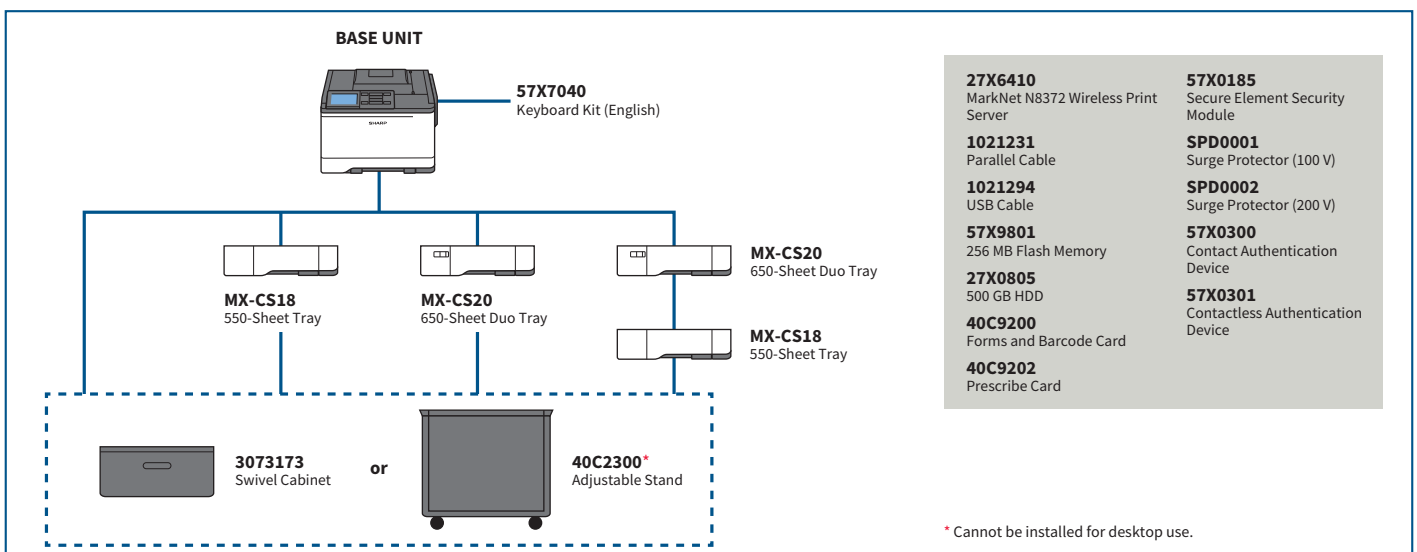 BASE UNIT
SHARP
57X7040
Keyboard Kit (English)
MX-CS18
550-Sheet Tray
MX-CS20
650-Sheet Duo Tray
MX-CS20
650-Sheet Duo Tray
MX-CS18
550-Sheet Tray
3073173
Swivel Cabinet
or
40C2300*
Adjustable Stand
27X6410
MarkNet N8372 Wireless Print
Server
1021231
Parallel Cable
1021294
USB Cable
57X9801
256 MB Flash Memory
27X0805
500 GB HDD
40C9200
Forms and Barcode Card
40C9202
Prescribe Card
57X0185
Secure Element Security
Module
SPD0001
Surge Protector (100 V)
SPD0002
Surge Protector (200 V)
57X0300
Contact Authentication
Device
57X0301
Contactless Authentication
Device
* Cannot be installed for desktop use.